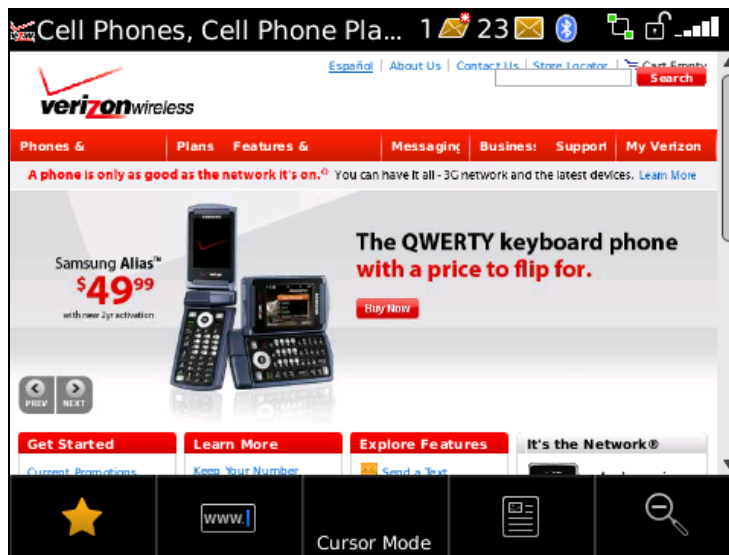 Cell Phones, Cell Phone Pla... 1 23
Español | About Us | Contact Us | Store Locator | Cart Empty
Search
verizonwireless
Phones & Plans Features & Messaging Business Support My Verizon
A phone is only as good as the network it's on.® You can have it all - 3G network and the latest devices. Learn More
The QWERTY keyboard phone
with a price to flip for.
Samsung Alias™
$49 99
with new 2yr activation
Buy Now
PREV NEXT
Get Started Learn More Explore Features It's the Network®
Current Promotions Keep Your Number Send a Text
www.
Cursor Mode